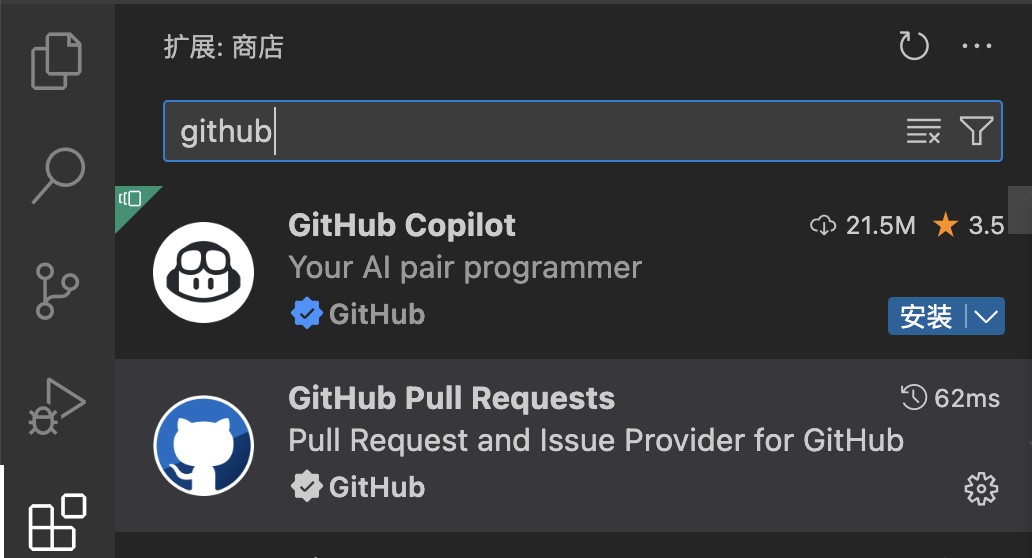 扩展: 商店
github
GitHub Copilot
21.5M
3.5
Your AI pair programmer
GitHub
安装
GitHub Pull Requests
62ms
Pull Request and Issue Provider for GitHub
GitHub